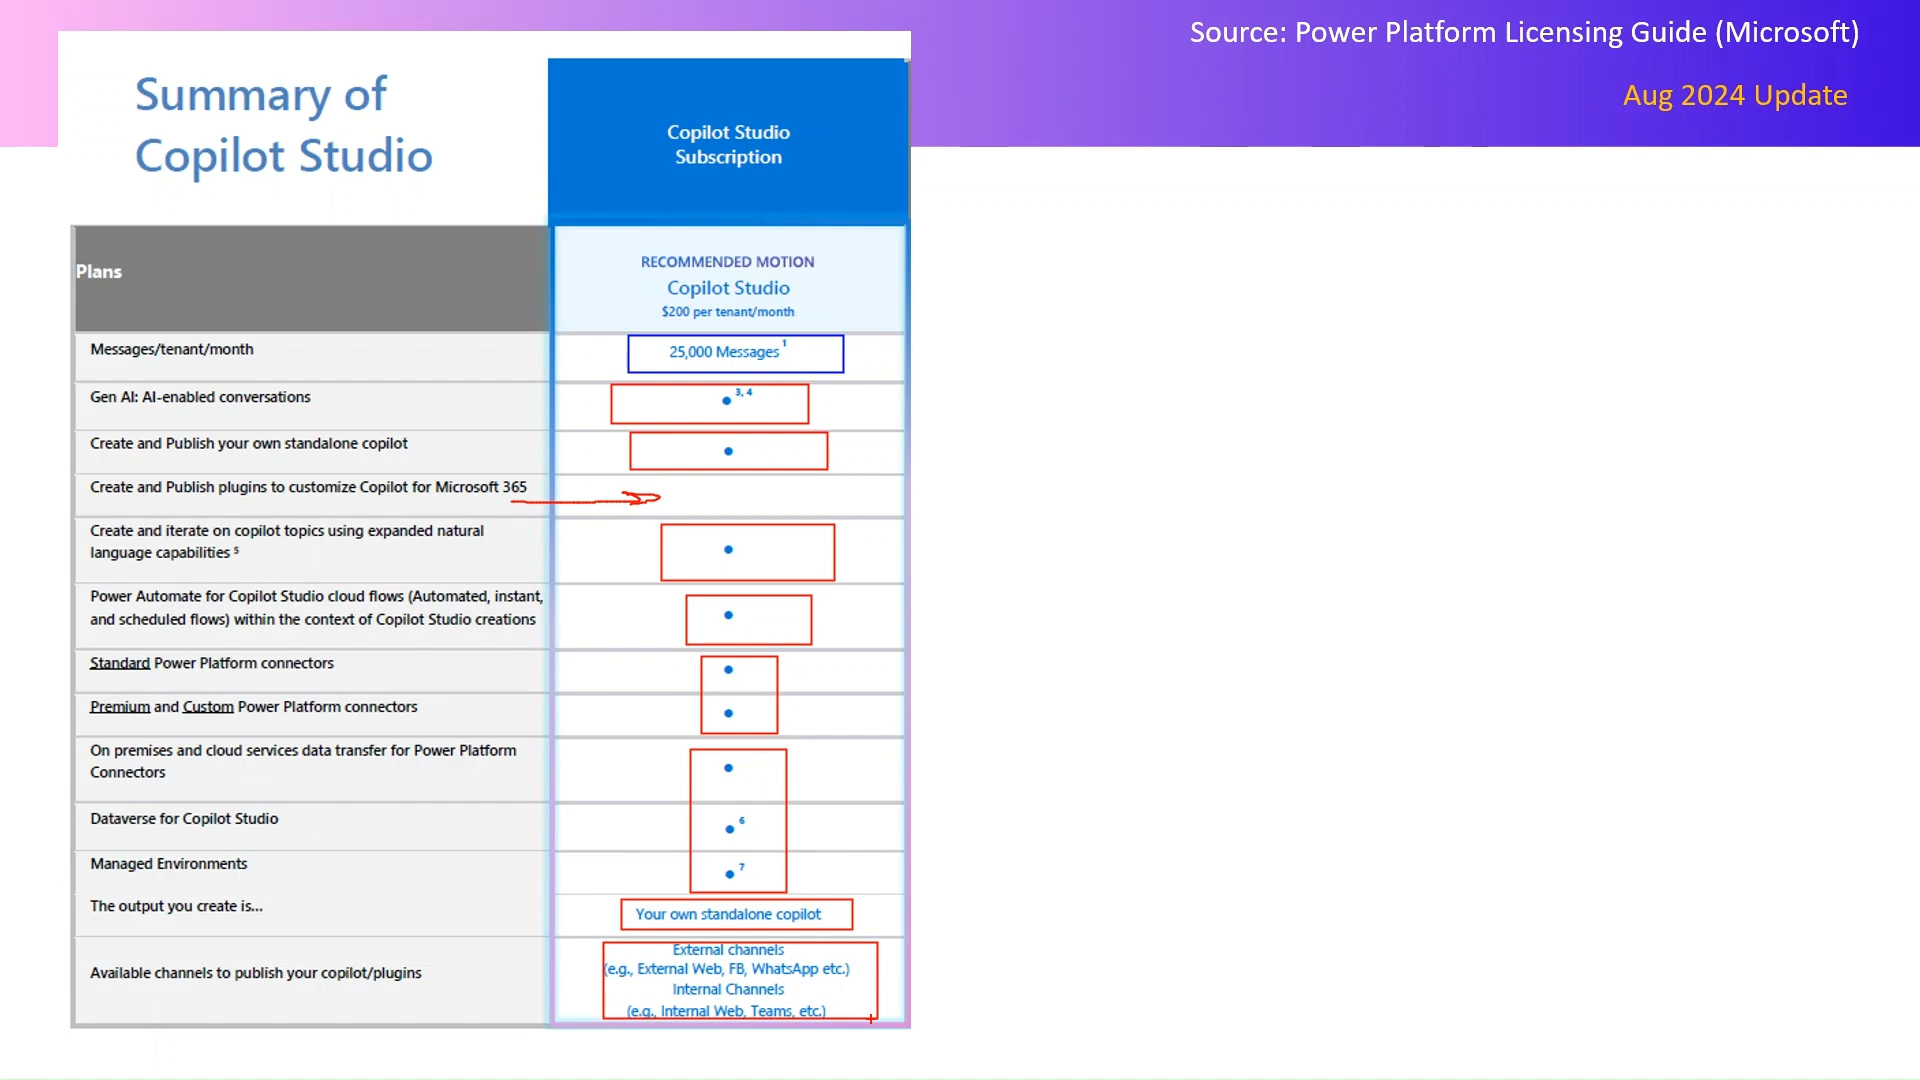 Source: Power Platform Licensing Guide (Microsoft)
Aug 2024 Update
Summary of
Copilot Studio
Copilot Studio
Subscription
Plans
RECOMMENDED MOTION
Copilot Studio
$200 per tenant/month
Messages/tenant/month
25,000 Messages 1
Gen AI: AI-enabled conversations
• 3, 4
Create and Publish your own standalone copilot
•
Create and Publish plugins to customize Copilot for Microsoft 365
Create and iterate on copilot topics using expanded natural
language capabilities 5
•
Power Automate for Copilot Studio cloud flows (Automated, instant,
and scheduled flows) within the context of Copilot Studio creations
•
Standard Power Platform connectors
•
Premium and Custom Power Platform connectors
•
On premises and cloud services data transfer for Power Platform
Connectors
•
Dataverse for Copilot Studio
• 6
Managed Environments
• 7
The output you create is...
Your own standalone copilot
Available channels to publish your copilot/plugins
External channels
(e.g., External Web, FB, WhatsApp etc.)
Internal Channels
(e.g., Internal Web, Teams, etc.)